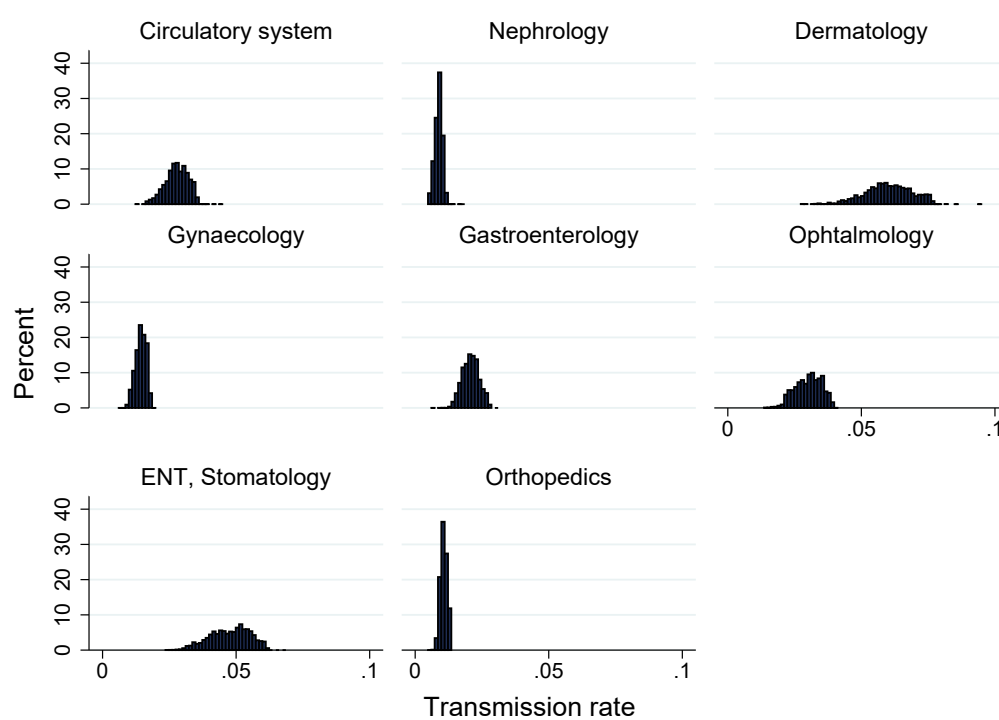 Circulatory system
Nephrology
Dermatology
0 10 20 30 40
Gynaecology
Gastroenterology
Ophtalmology
0 10 20 30 40
0 .05 .1
ENT, Stomatology
Orthopedics
0 10 20 30 40
0 .05 .1
0 .05 .1
Percent
Transmission rate